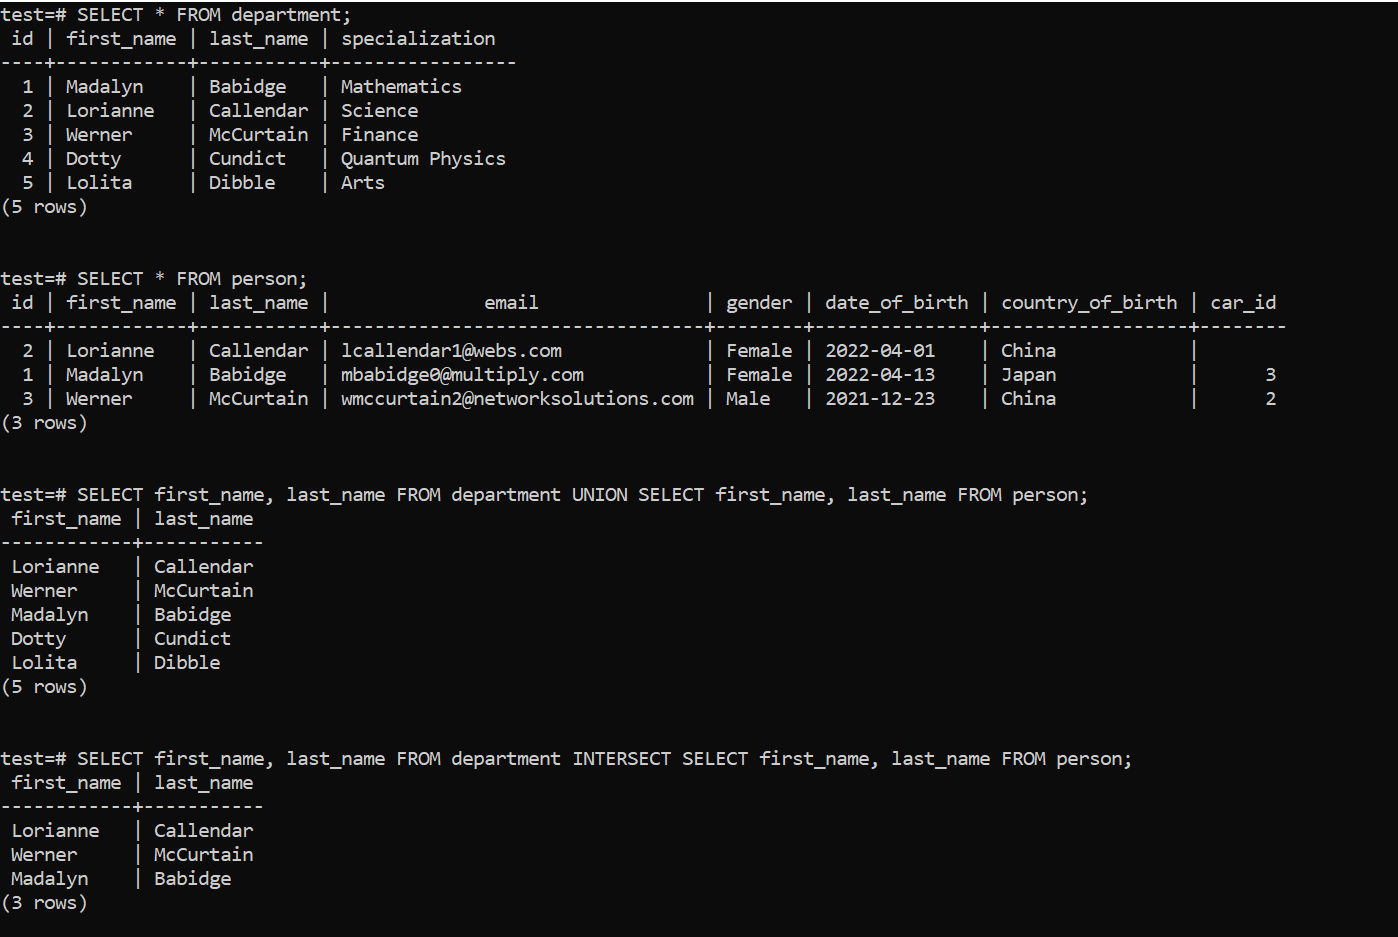 test=# SELECT * FROM department;
 id | first_name | last_name | specialization
----+------------+-----------+-----------------
  1 | Madalyn    | Babidge   | Mathematics
  2 | Lorianne   | Callendar | Science
  3 | Werner     | McCurtain | Finance
  4 | Dotty      | Cundict   | Quantum Physics
  5 | Lolita     | Dibble    | Arts
(5 rows)
test=# SELECT * FROM person;
 id | first_name | last_name |              email               | gender | date_of_birth | country_of_birth | car_id
----+------------+-----------+----------------------------------+--------+---------------+------------------+--------
  2 | Lorianne   | Callendar | lcallendar1@webs.com             | Female | 2022-04-01    | China            |
  1 | Madalyn    | Babidge   | mbabidge0@multiply.com           | Female | 2022-04-13    | Japan            |      3
  3 | Werner     | McCurtain | wmccurtain2@networksolutions.com | Male   | 2021-12-23    | China            |      2
(3 rows)
test=# SELECT first_name, last_name FROM department UNION SELECT first_name, last_name FROM person;
 first_name | last_name
------------+-----------
 Lorianne   | Callendar
 Werner     | McCurtain
 Madalyn    | Babidge
 Dotty      | Cundict
 Lolita     | Dibble
(5 rows)
test=# SELECT first_name, last_name FROM department INTERSECT SELECT first_name, last_name FROM person;
 first_name | last_name
------------+-----------
 Lorianne   | Callendar
 Werner     | McCurtain
 Madalyn    | Babidge
(3 rows)